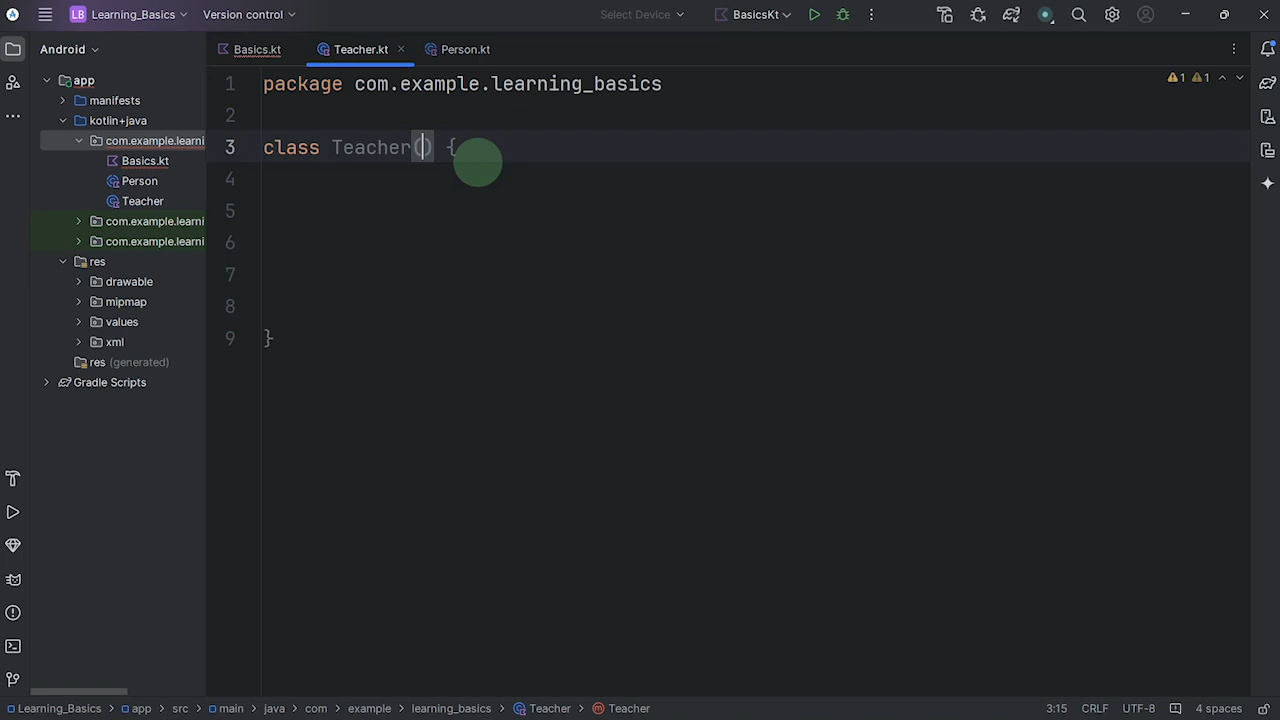 LB Learning_Basics Version control Select Device BasicsKt
Android
Basics.kt Teacher.kt Person.kt
app
manifests
kotlin+java
com.example.learni
Basics.kt
Person
Teacher
com.example.learni
com.example.learni
res
drawable
mipmap
values
xml
res (generated)
Gradle Scripts
1 package com.example.learning_basics
1 1
2
3 class Teacher() {
4
5
6
7
8
9 }
Learning_Basics app src main java com example learning_basics Teacher Teacher 3:15 CRLF UTF-8 4 spaces